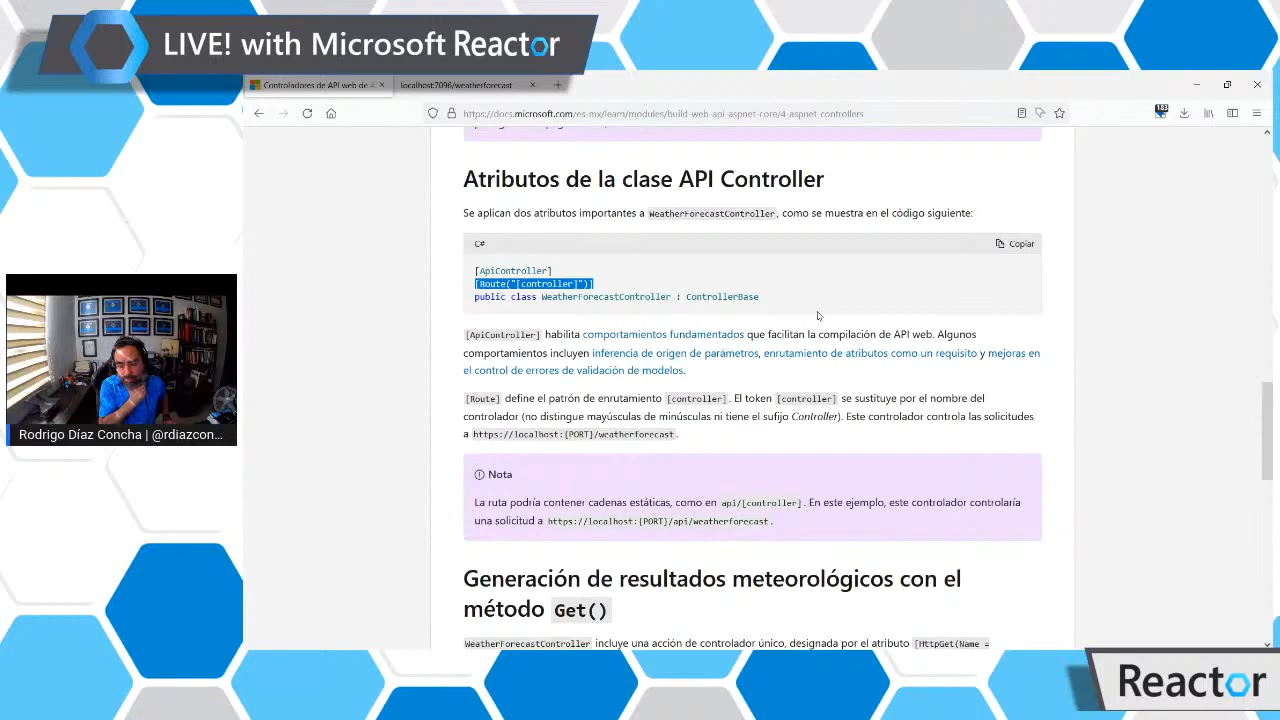 LIVE! with Microsoft Reactor
Controladores de API web de A
localhost:7096/weatherforecast
https://docs.microsoft.com/es-mx/learn/modules/build-web-api-aspnet-core/4-aspnet-controllers
183
Atributos de la clase API Controller
Se aplican dos atributos importantes a WeatherForecastController, como se muestra en el código siguiente:
C#
Copiar
[ApiController]
[Route("[controller]")]
public class WeatherForecastController : ControllerBase
[ApiController] habilita comportamientos fundamentados que facilitan la compilación de API web. Algunos
comportamientos incluyen inferencia de origen de parámetros, enrutamiento de atributos como un requisito y mejoras en
el control de errores de validación de modelos.
[Route] define el patrón de enrutamiento [controller]. El token [controller] se sustituye por el nombre del
controlador (no distingue mayúsculas de minúsculas ni tiene el sufijo Controller). Este controlador controla las solicitudes
a https://localhost:{PORT}/weatherforecast.
Nota
La ruta podría contener cadenas estáticas, como en api/[controller]. En este ejemplo, este controlador controlaría
una solicitud a https://localhost:{PORT}/api/weatherforecast.
Generación de resultados meteorológicos con el
método Get()
WeatherForecastController incluye una acción de controlador único, designada por el atributo [HttpGet(Name =
Rodrigo Díaz Concha | @rdiazcon...
Reactor